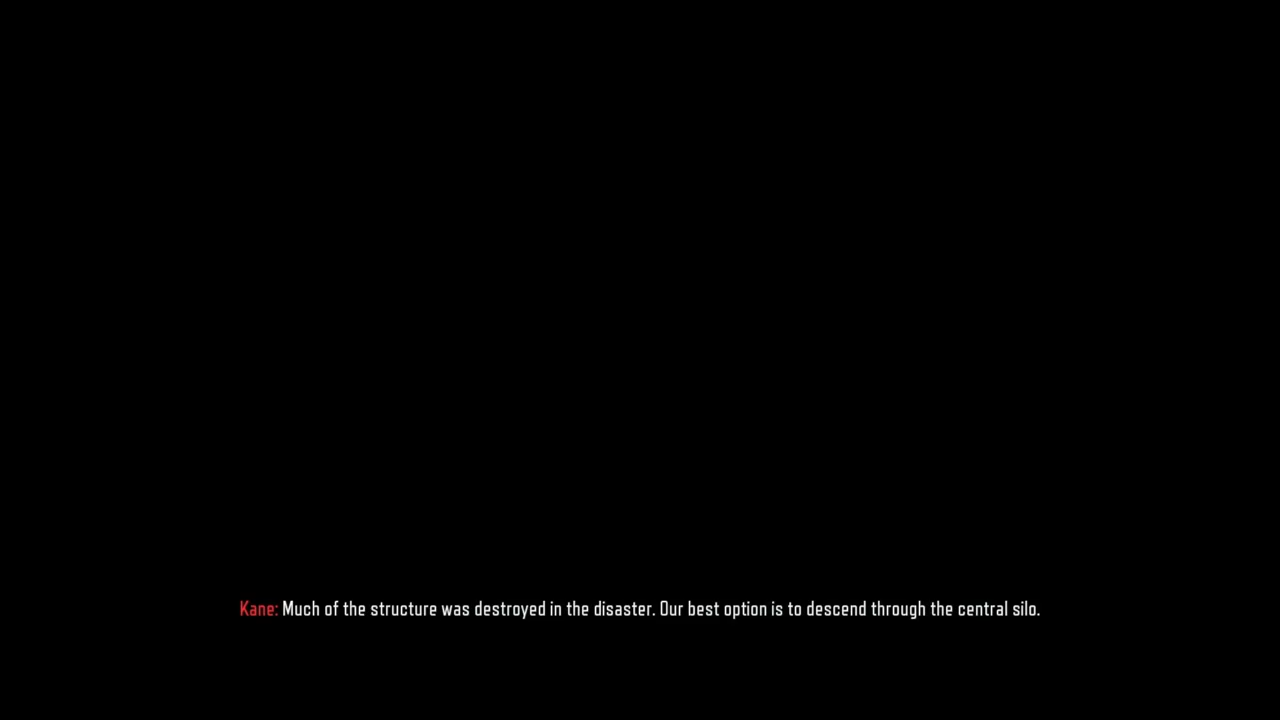 Kane: Much of the structure was destroyed in the disaster. Our best option is to descend through the central silo.